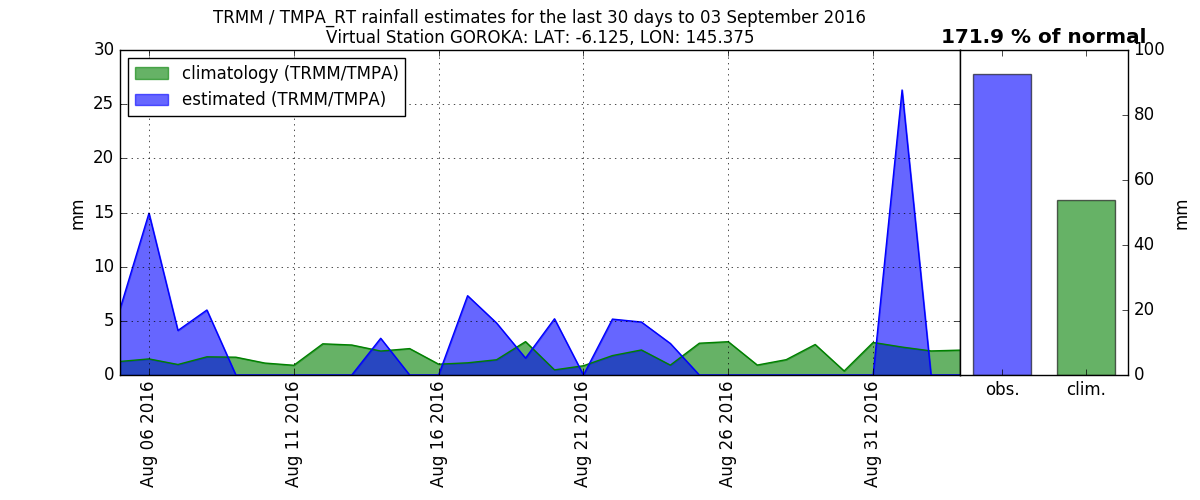 TRMM / TMPA_RT rainfall estimates for the last 30 days to 03 September 2016
Virtual Station GOROKA: LAT: -6.125, LON: 145.375
171.9 % of normal
climatology (TRMM/TMPA)
estimated (TRMM/TMPA)
mm
30
25
20
15
10
5
0
Aug 06 2016
Aug 11 2016
Aug 16 2016
Aug 21 2016
Aug 26 2016
Aug 31 2016
100
80
60
40
20
0
mm
obs.
clim.